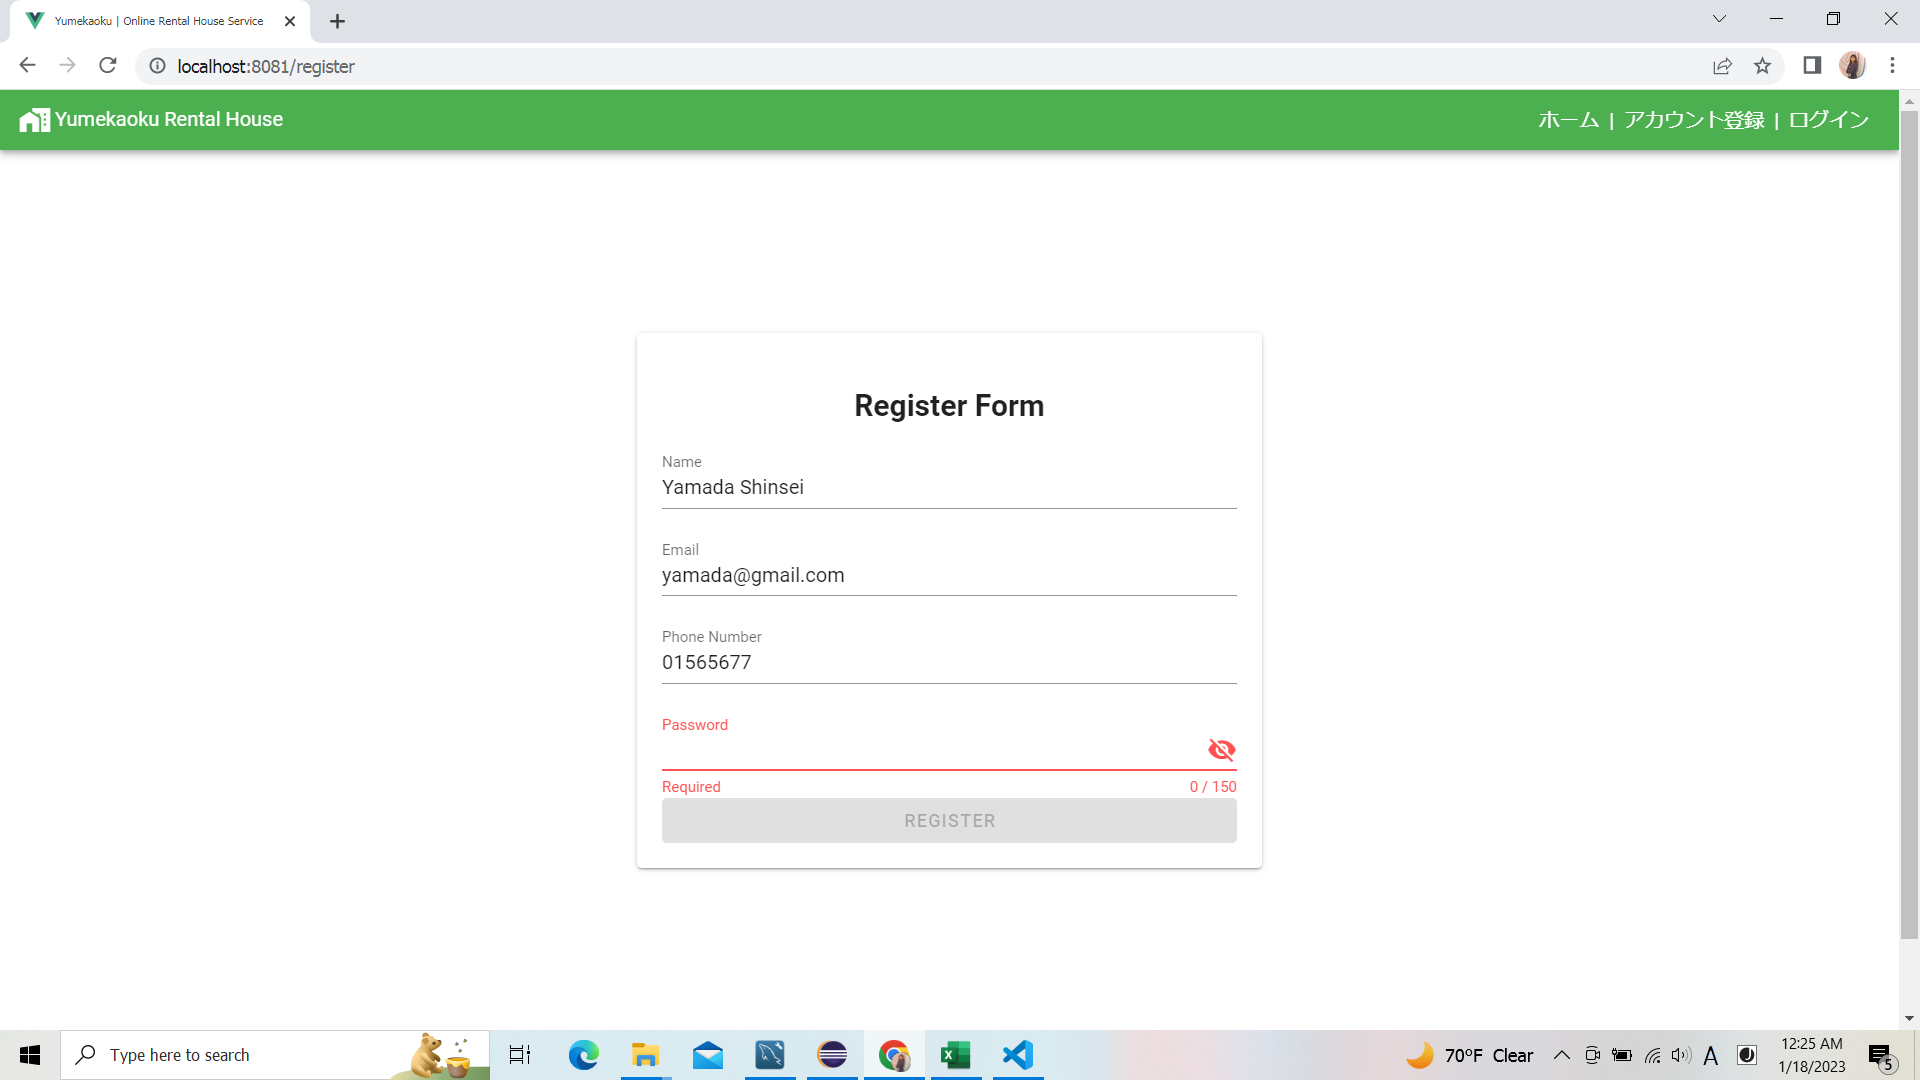 Yumekaoku | Online Rental House Service
localhost:8081/register
Yumekaoku Rental House
ホーム | アカウント登録 | ログイン
Register Form
Name
Yamada Shinsei
Email
yamada@gmail.com
Phone Number
01565677
Password
Required 0 / 150
REGISTER
Type here to search
70°F Clear
A
12:25 AM
1/18/2023
5